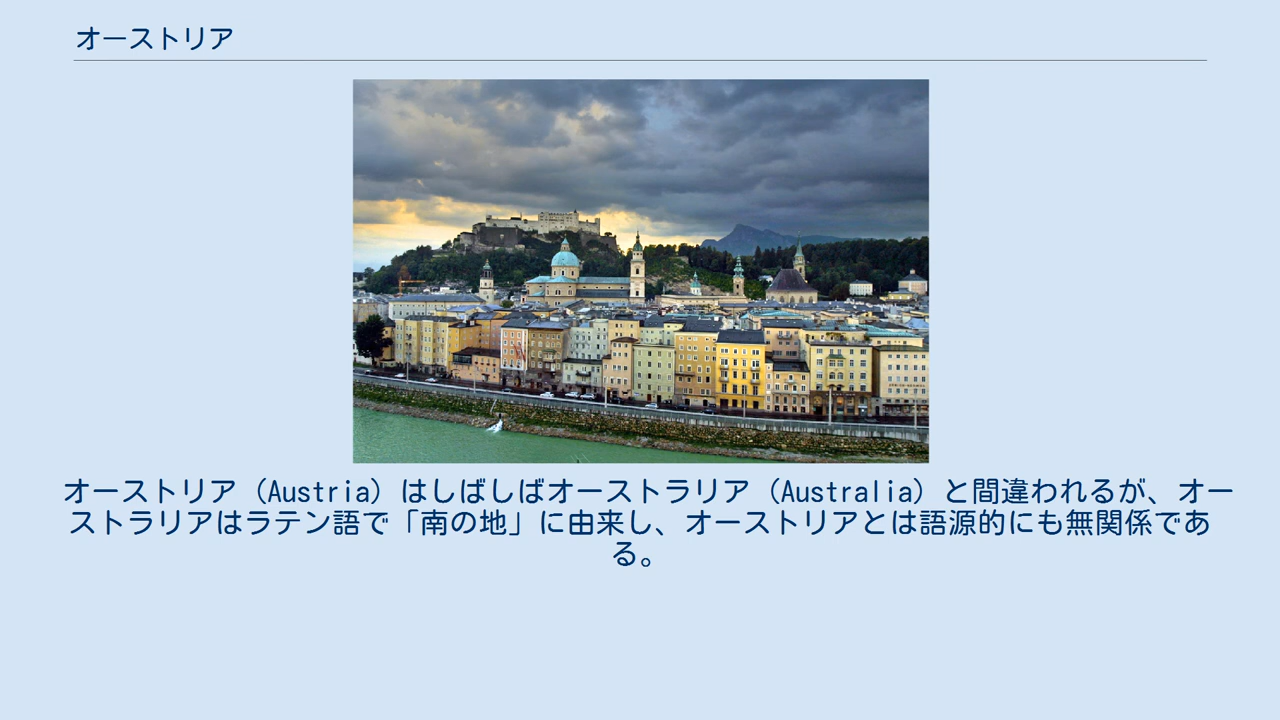 オーストリア
オーストリア（Austria）はしばしばオーストラリア（Australia）と間違われるが、オー
ストラリアはラテン語で「南の地」に由来し、オーストリアとは語源的にも無関係であ
る。